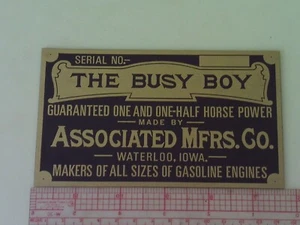 SERIAL NO.-
THE BUSY BOY
GUARANTEED ONE AND ONE-HALF HORSE POWER
MADE BY
ASSOCIATED MFRS. CO.
WATERLOO, IOWA.
MAKERS OF ALL SIZES OF GASOLINE ENGINES